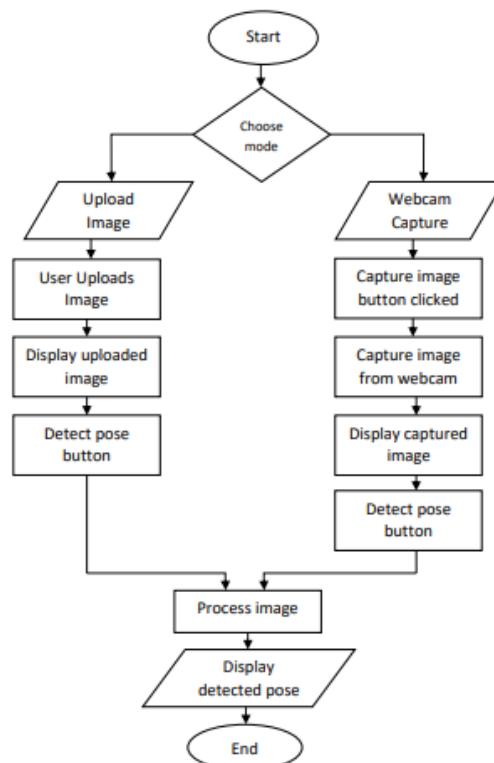 Start
Choose
mode
Upload
Image
User Uploads
Image
Display uploaded
image
Detect pose
button
Webcam
Capture
Capture image
button clicked
Capture image
from webcam
Display captured
image
Detect pose
button
Process image
Display
detected pose
End